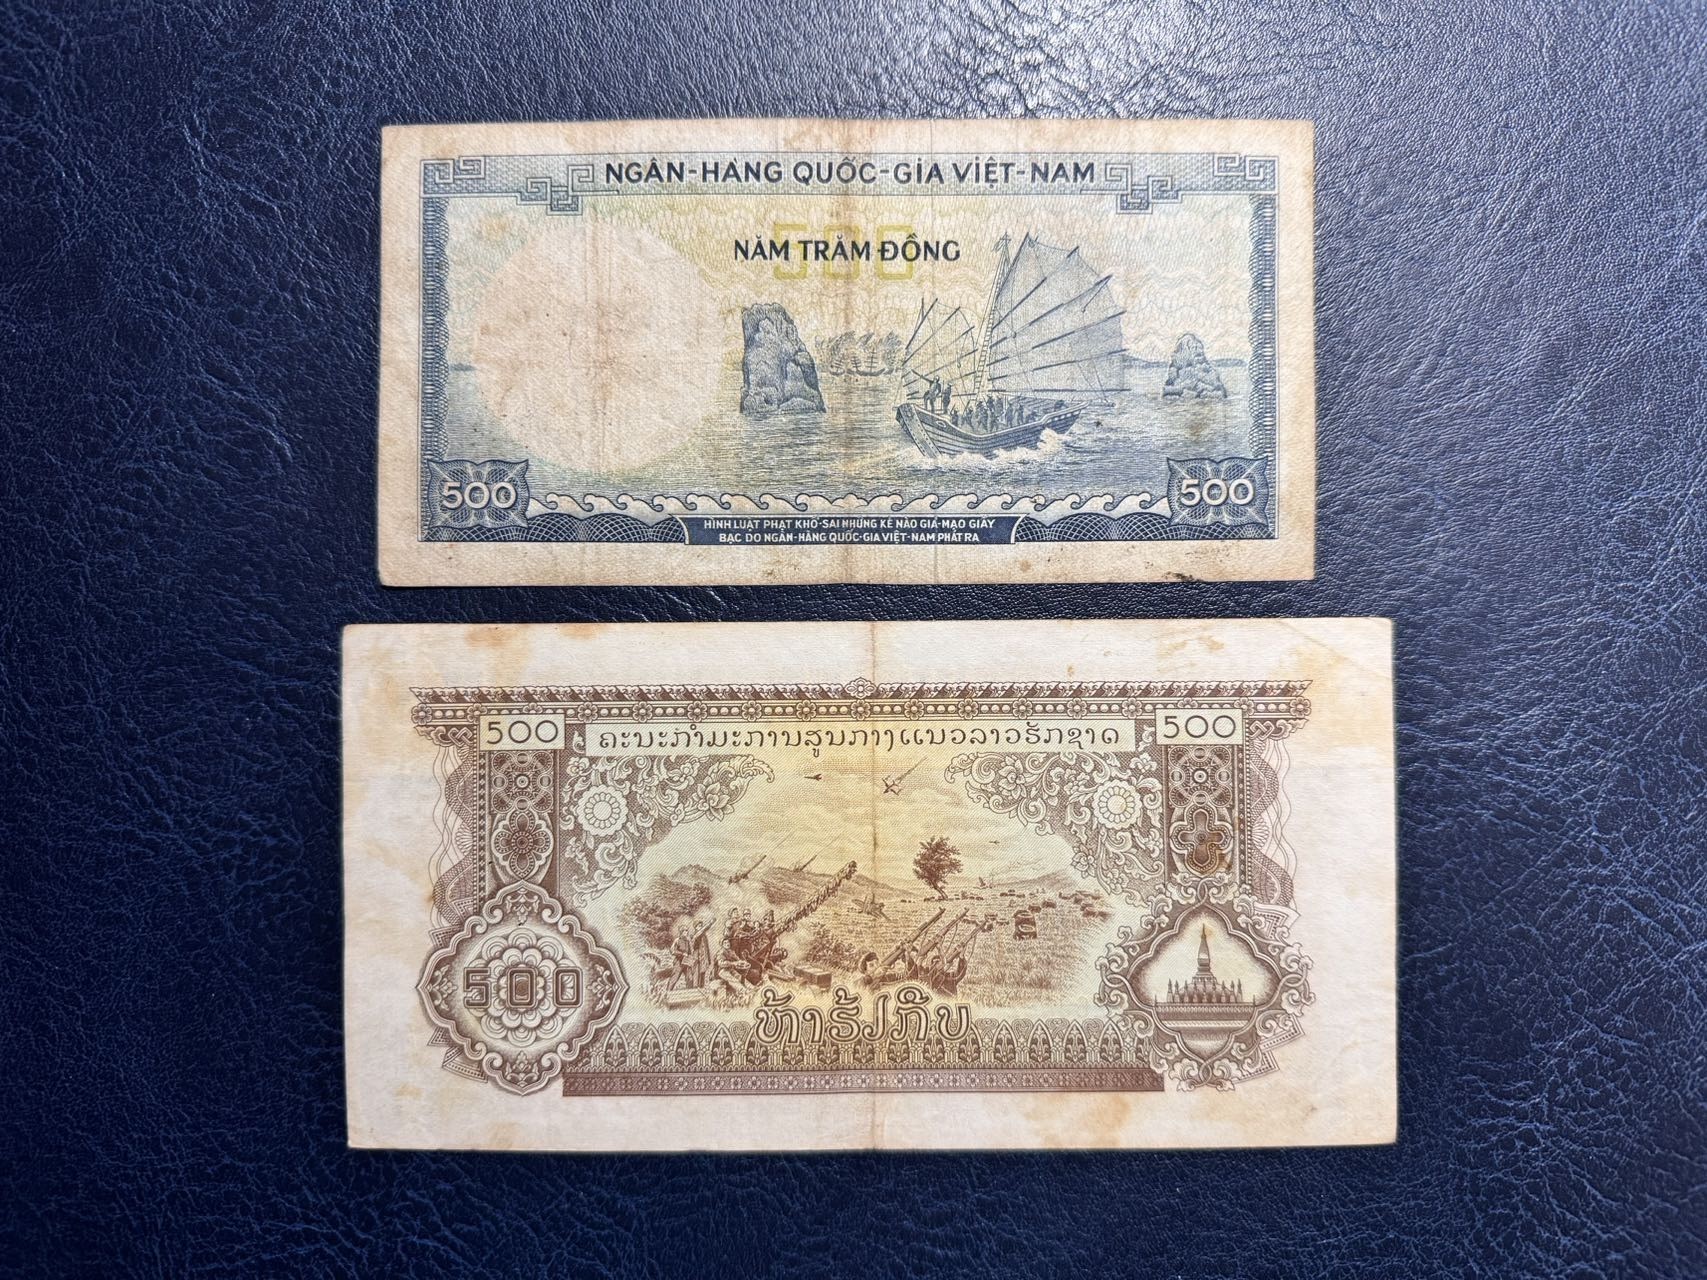 NGÂN-HÀNG QUỐC-GIA VIỆT-NAM
500
NĂM TRĂM ĐỒNG
500
500
HÌNH LUẬT PHẠT KHỔ-SAI NHỮNG KẺ NÀO GIẢ-MẠO GIẤY
BẠC DO NGÂN-HÀNG QUỐC-GIA VIỆT-NAM PHÁT RA
500
ຄະນະກຳມະການສູນກາງແນວລາວຮັກຊາດ
500
500
ຫ້າຮ້ຽກີບ